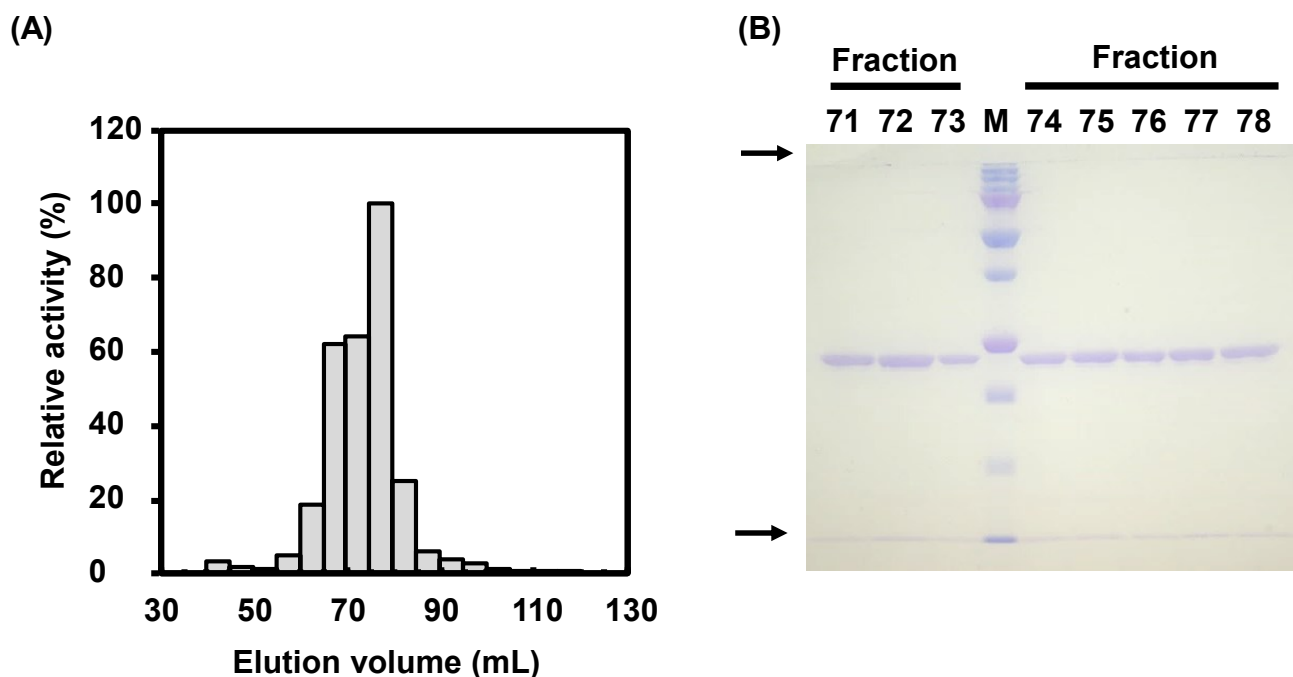 (A)
120
100
80
60
40
20
0
Relative activity (%)
30 50 70 90 110 130
Elution volume (mL)
(B)
Fraction Fraction
71 72 73 M 74 75 76 77 78